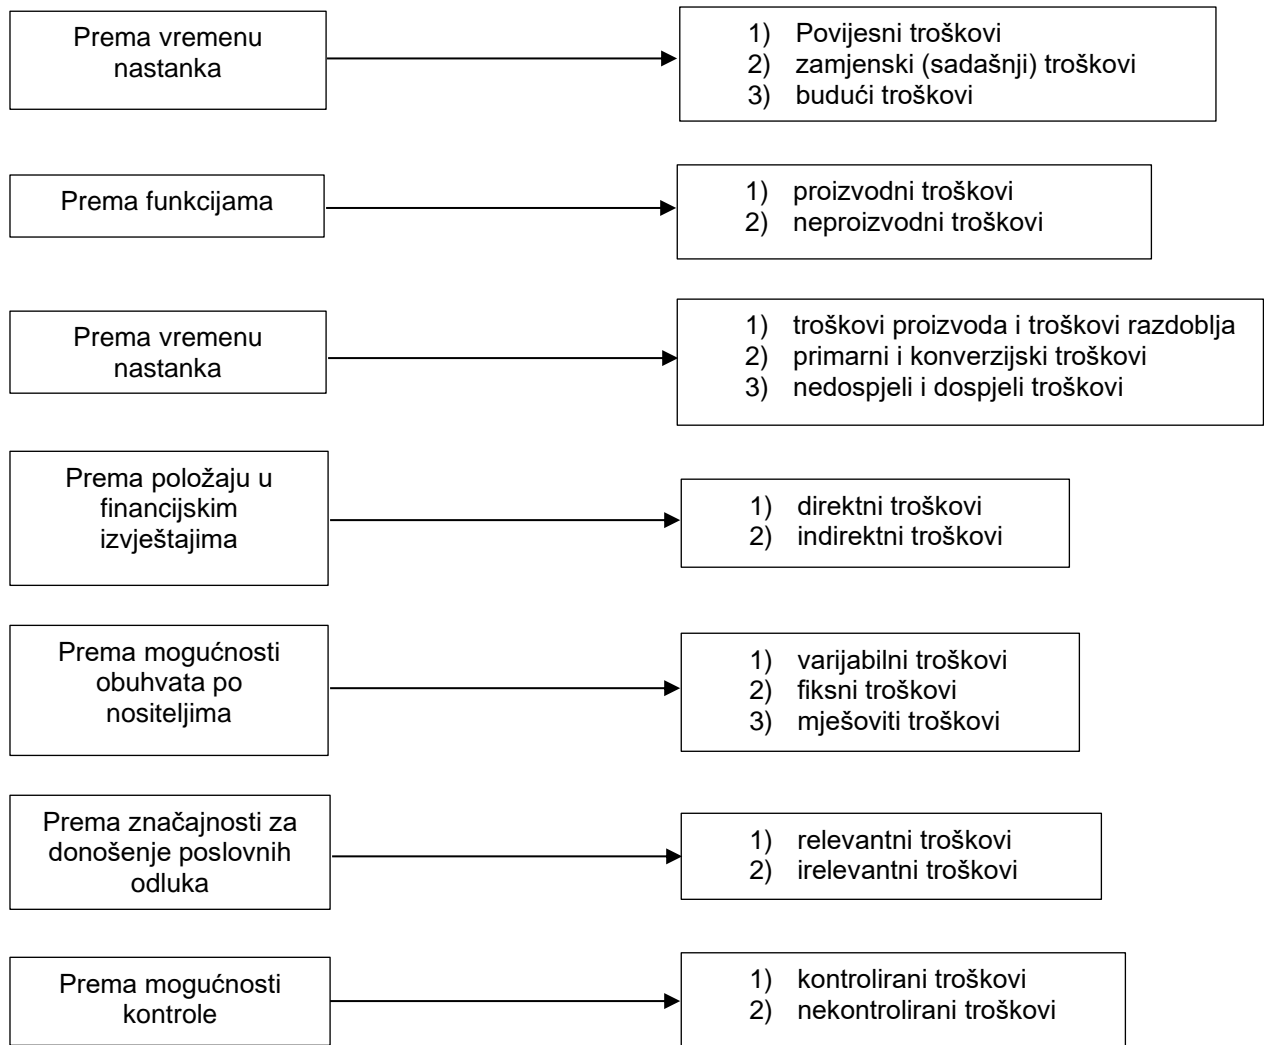 Prema vremenu
nastanka
1) Povijesni troškovi
2) zamjenski (sadašnji) troškovi
3) budući troškovi
Prema funkcijama
1) proizvodni troškovi
2) neproizvodni troškovi
Prema vremenu
nastanka
1) troškovi proizvoda i troškovi razdoblja
2) primarni i konverzijski troškovi
3) nedospjeli i dospjeli troškovi
Prema položaju u
financijskim
izvještajima
1) direktni troškovi
2) indirektni troškovi
Prema mogućnosti
obuhvata po
nositeljima
1) varijabilni troškovi
2) fiksni troškovi
3) mješoviti troškovi
Prema značajnosti za
donošenje poslovnih
odluka
1) relevantni troškovi
2) irelevantni troškovi
Prema mogućnosti
kontrole
1) kontrolirani troškovi
2) nekontrolirani troškovi